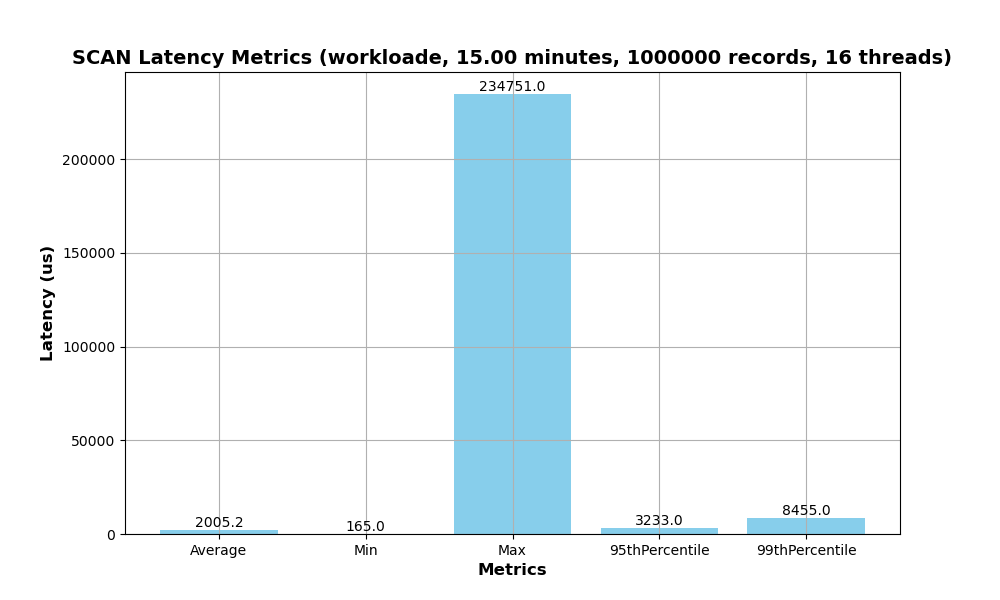 SCAN Latency Metrics (workloade, 15.00 minutes, 1000000 records, 16 threads)
234751.0
200000
150000
Latency (us)
100000
50000
0
2005.2
165.0
3233.0
8455.0
Average
Min
Max
95thPercentile
99thPercentile
Metrics